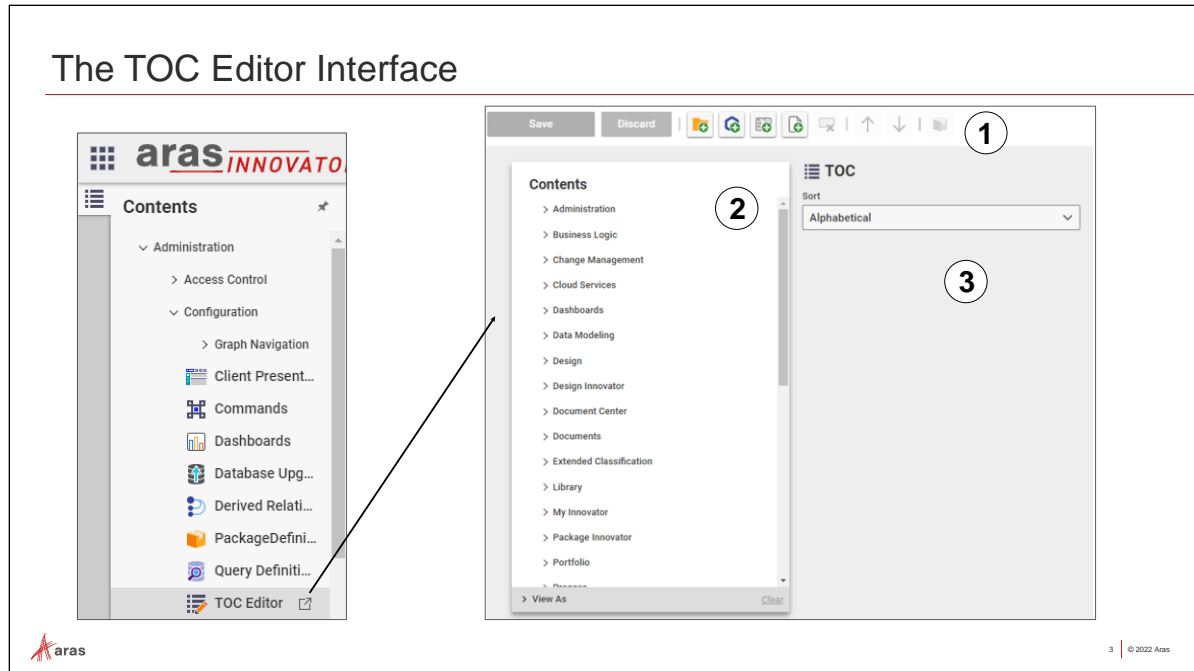 The TOC Editor Interface
aras INNOVATO
Contents
Administration
Access Control
Configuration
Graph Navigation
Client Present...
Commands
Dashboards
Database Upg...
Derived Relati...
PackageDefini...
Query Definiti...
TOC Editor
Save Discard
1
Contents
2
Administration
Business Logic
Change Management
Cloud Services
Dashboards
Data Modeling
Design
Design Innovator
Document Center
Documents
Extended Classification
Library
My Innovator
Package Innovator
Portfolio
Process
View As Clear
TOC
Sort
Alphabetical
3
aras
3 © 2022 Aras